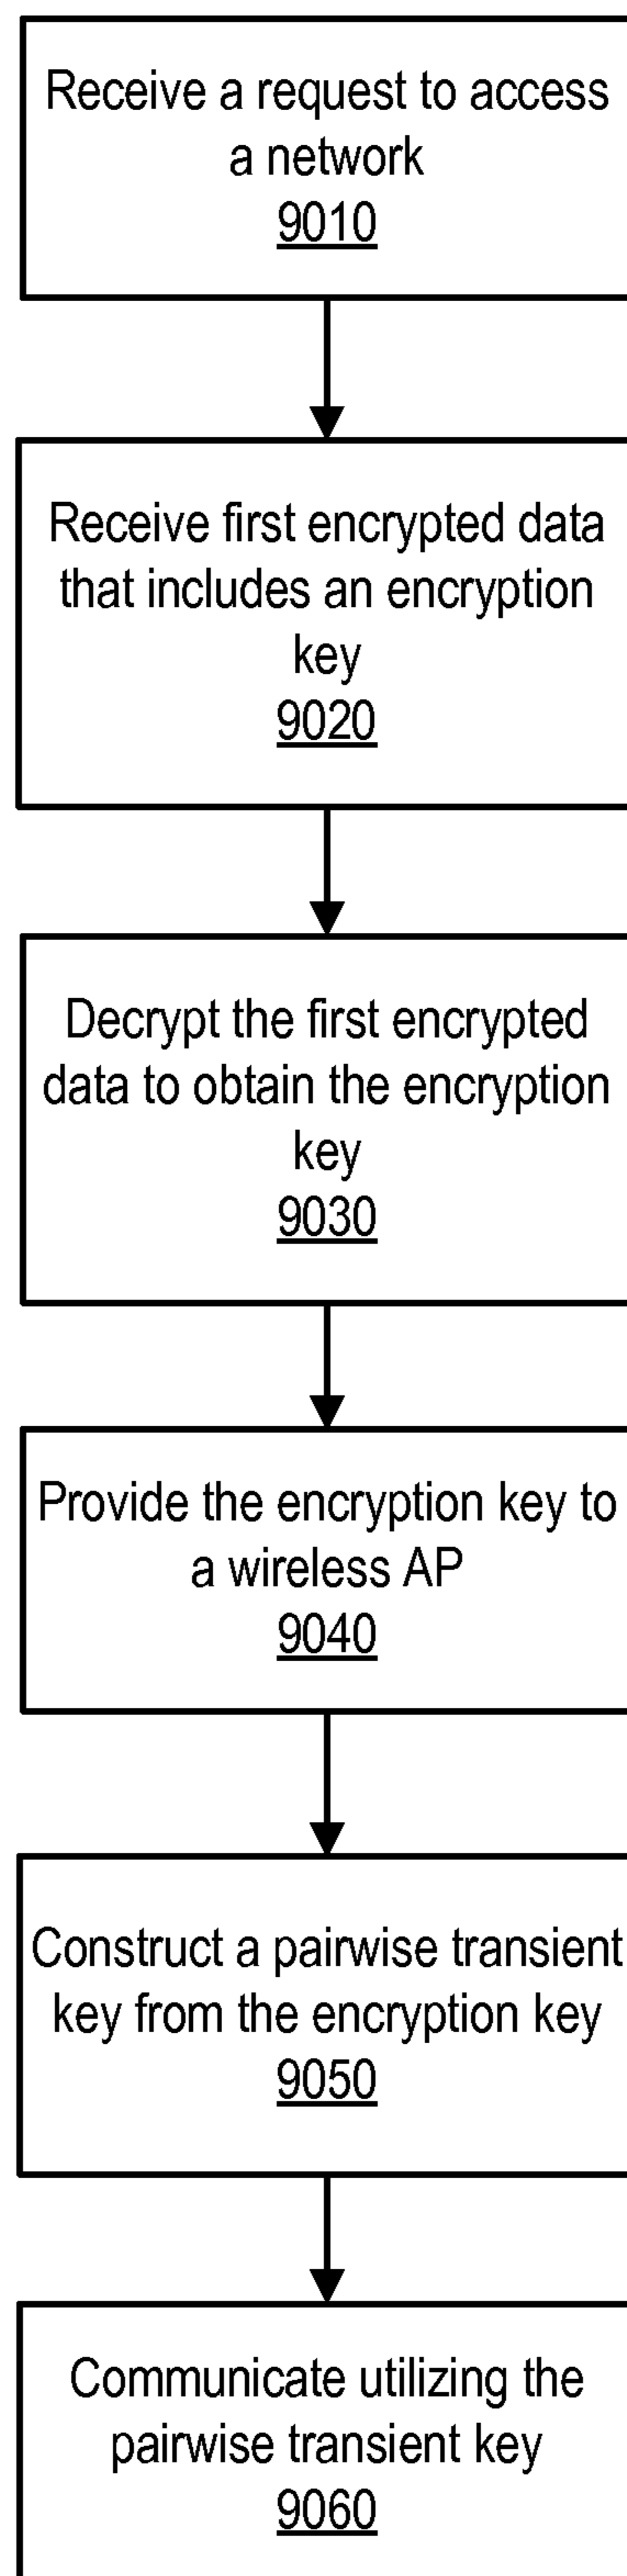 Receive a request to access
a network
9010
Receive first encrypted data
that includes an encryption
key
9020
Decrypt the first encrypted
data to obtain the encryption
key
9030
Provide the encryption key to
a wireless AP
9040
Construct a pairwise transient
key from the encryption key
9050
Communicate utilizing the
pairwise transient key
9060